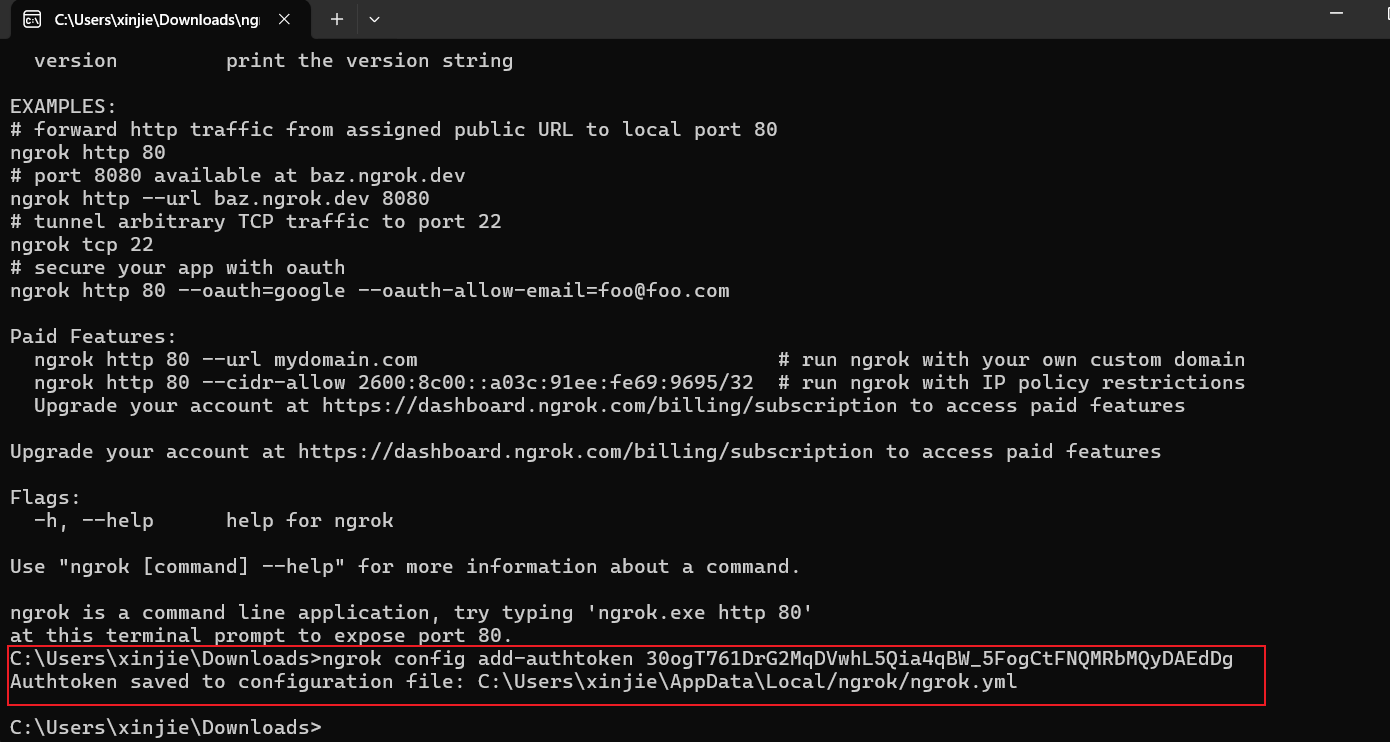 C:\Users\xinjie\Downloads\ng
version         print the version string
EXAMPLES:
# forward http traffic from assigned public URL to local port 80
ngrok http 80
# port 8080 available at baz.ngrok.dev
ngrok http --url baz.ngrok.dev 8080
# tunnel arbitrary TCP traffic to port 22
ngrok tcp 22
# secure your app with oauth
ngrok http 80 --oauth=google --oauth-allow-email=foo@foo.com
Paid Features:
ngrok http 80 --url mydomain.com                              # run ngrok with your own custom domain
ngrok http 80 --cidr-allow 2600:8c00::a03c:91ee:fe69:9695/32  # run ngrok with IP policy restrictions
Upgrade your account at https://dashboard.ngrok.com/billing/subscription to access paid features
Upgrade your account at https://dashboard.ngrok.com/billing/subscription to access paid features
Flags:
-h, --help      help for ngrok
Use "ngrok [command] --help" for more information about a command.
ngrok is a command line application, try typing 'ngrok.exe http 80'
at this terminal prompt to expose port 80.
C:\Users\xinjie\Downloads>ngrok config add-authtoken 30ogT761DrG2MqDVwhL5Qia4qBW_5FogCtFNQMRbMQyDAEdDg
Authtoken saved to configuration file: C:\Users\xinjie\AppData\Local/ngrok/ngrok.yml
C:\Users\xinjie\Downloads>